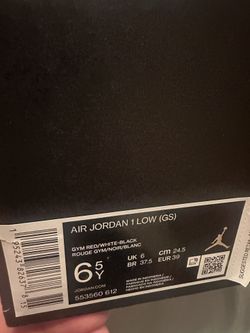 AIR JORDAN 1 LOW (GS)
GYM RED/WHITE-BLACK
ROUGE GYM/NOIR/BLANC
6.5Y
UK 6
cm 24.5
BR 37.5
EUR 39
JORDAN.COM
553560 612
SUGGESTED